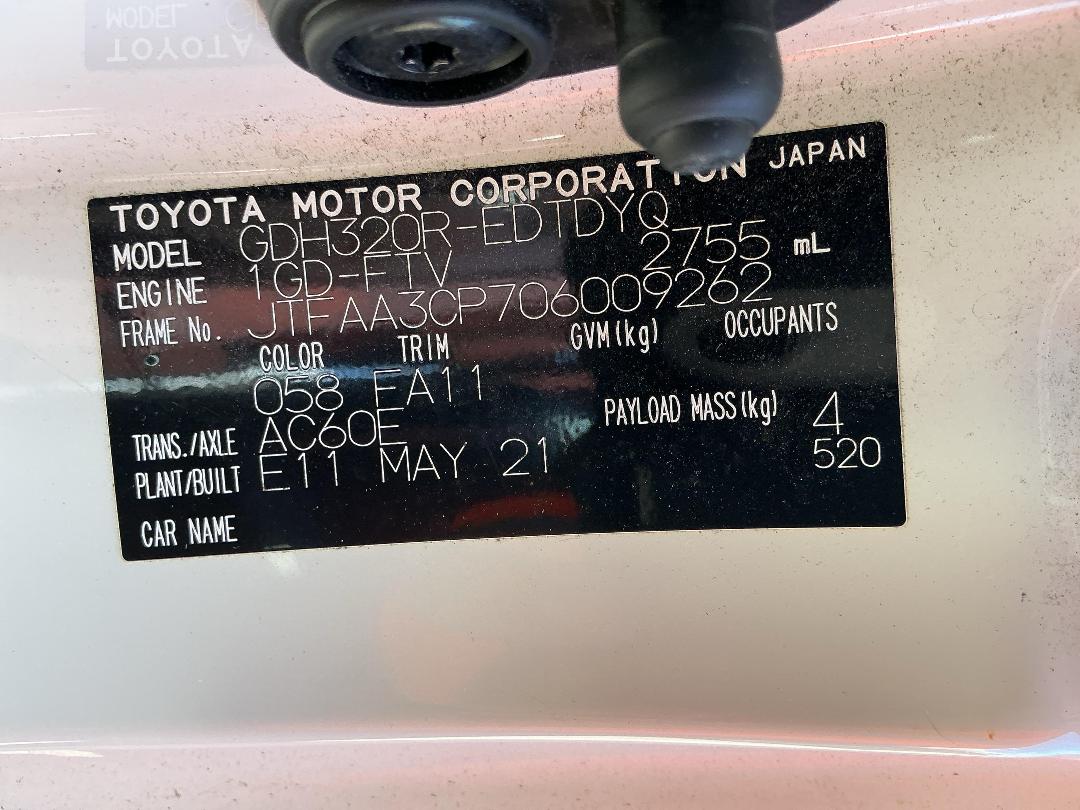 TOYOTA MOTOR CORPORATION JAPAN
MODEL GDH320R-EDTDYQ
ENGINE 1GD-FTV 2755 mL
FRAME No. JTFAA3CP706009262
COLOR TRIM GVM(kg) OCCUPANTS
058 FA11
TRANS./AXLE AC60E PAYLOAD MASS(kg) 4
PLANT/BUILT E11 MAY 21 520
CAR NAME